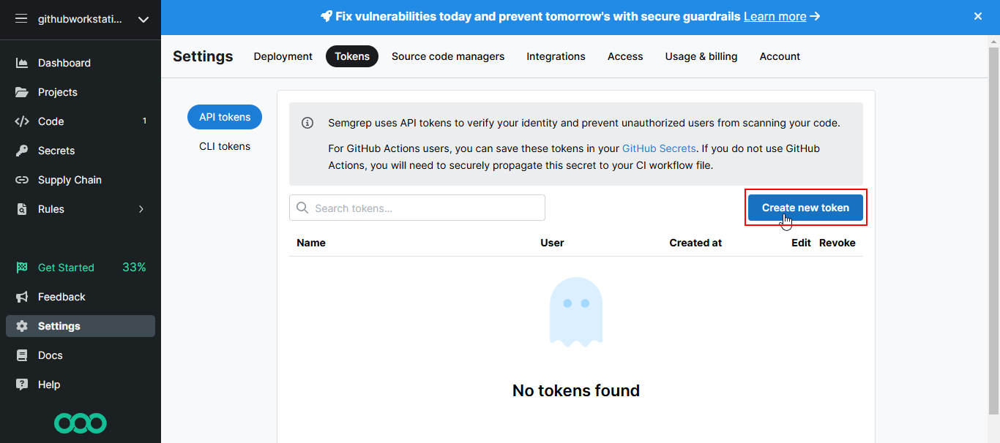 githubworkstati...
Fix vulnerabilities today and prevent tomorrow's with secure guardrails Learn more
Settings
Deployment
Tokens
Source code managers
Integrations
Access
Usage & billing
Account
Dashboard
Projects
Code 1
Secrets
Supply Chain
Rules
Get Started 33%
Feedback
Settings
Docs
Help
API tokens
CLI tokens
Semgrep uses API tokens to verify your identity and prevent unauthorized users from scanning your code.
For GitHub Actions users, you can save these tokens in your GitHub Secrets. If you do not use GitHub
Actions, you will need to securely propagate this secret to your CI workflow file.
Search tokens...
Create new token
Name User Created at Edit Revoke
No tokens found